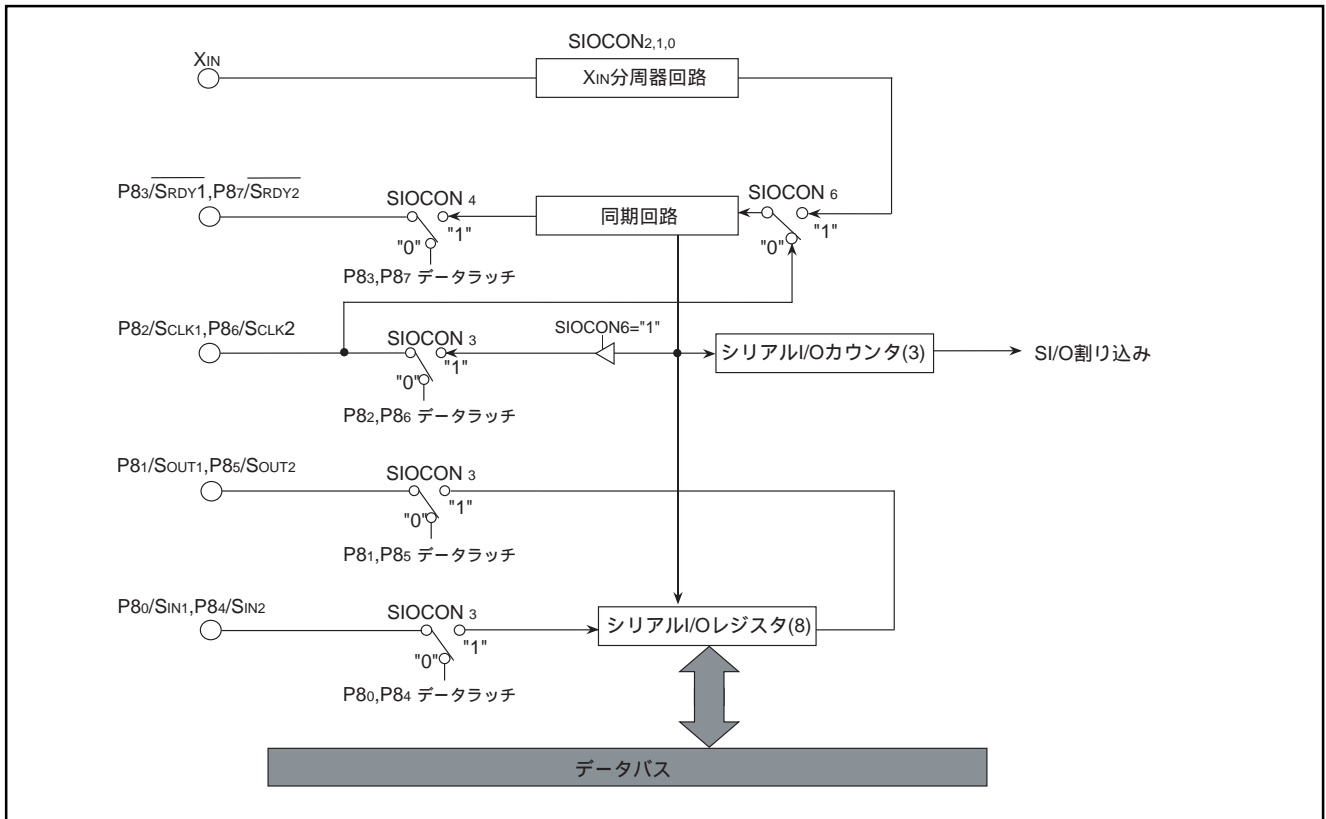 SIOCON2,1,0
XIN
XIN分周器回路
P83/SRDY1,P87/SRDY2
SIOCON 4
"1"
"0"
P83,P87 データラッチ
同期回路
SIOCON 6
"1"
"0"
P82/SCLK1,P86/SCLK2
SIOCON 3
"1"
"0"
P82,P86 データラッチ
SIOCON6="1"
シリアルI/Oカウンタ(3)
SI/O割り込み
P81/SOUT1,P85/SOUT2
SIOCON 3
"1"
"0"
P81,P85 データラッチ
P80/SIN1,P84/SIN2
SIOCON 3
"1"
"0"
P80,P84 データラッチ
シリアルI/Oレジスタ(8)
データバス